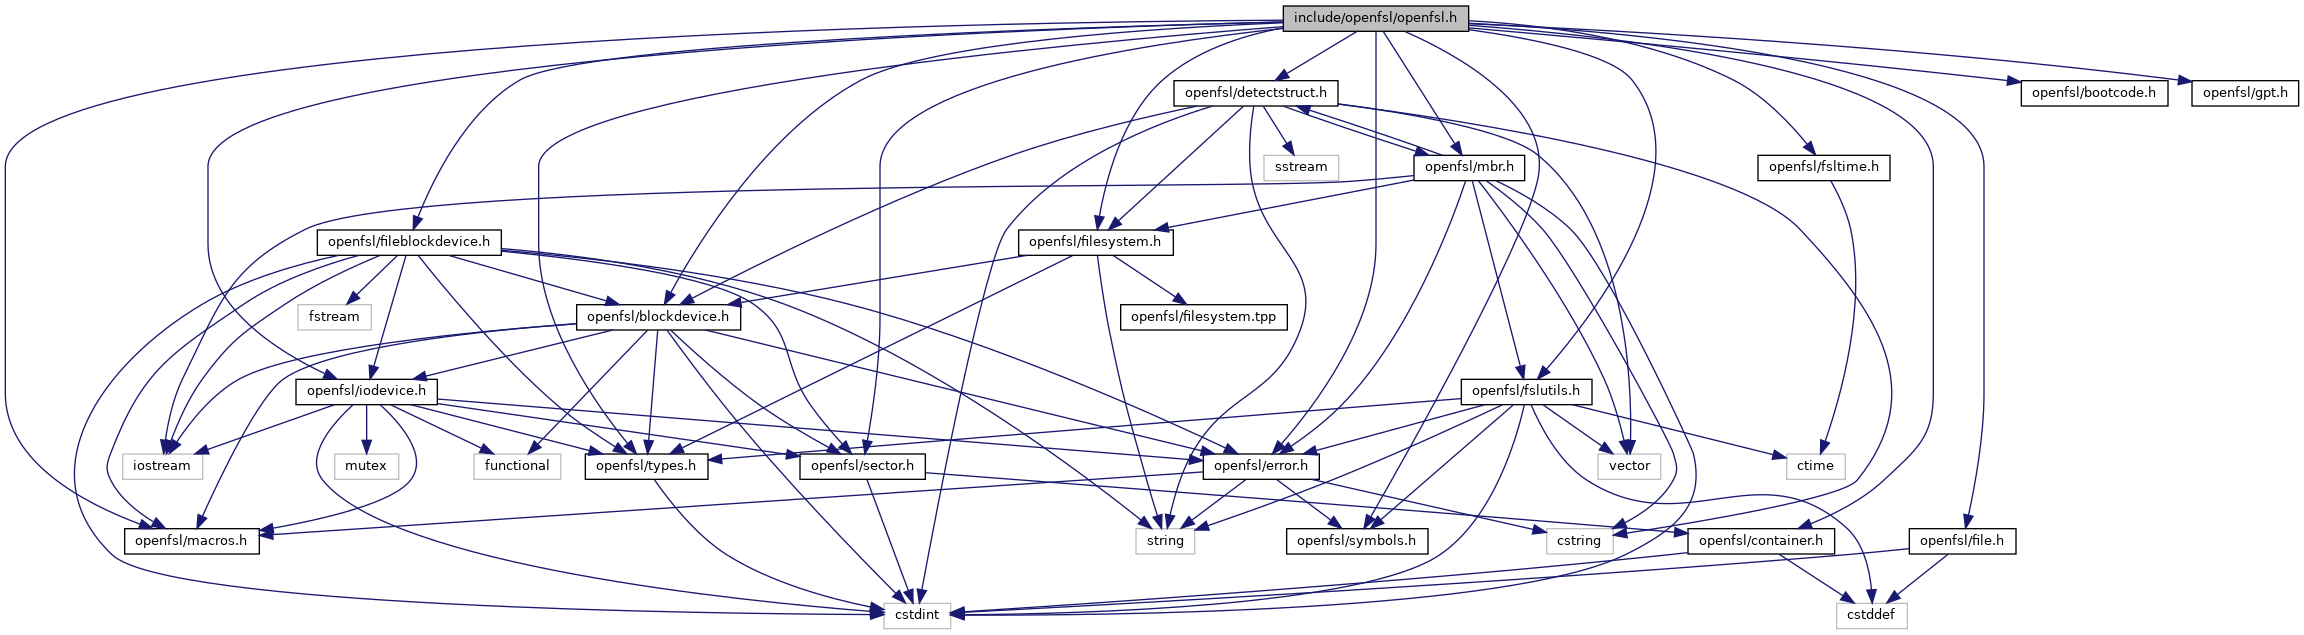 include/openfsl/openfsl.h
openfsl/detectstruct.h
openfsl/bootcode.h
openfsl/gpt.h
sstream
openfsl/mbr.h
openfsl/fsltime.h
openfsl/fileblockdevice.h
openfsl/filesystem.h
fstream
openfsl/blockdevice.h
openfsl/filesystem.tpp
openfsl/iodevice.h
openfsl/fslutils.h
iostream
mutex
functional
openfsl/types.h
openfsl/sector.h
openfsl/error.h
vector
ctime
openfsl/macros.h
string
openfsl/symbols.h
cstring
openfsl/container.h
openfsl/file.h
cstdint
cstddef